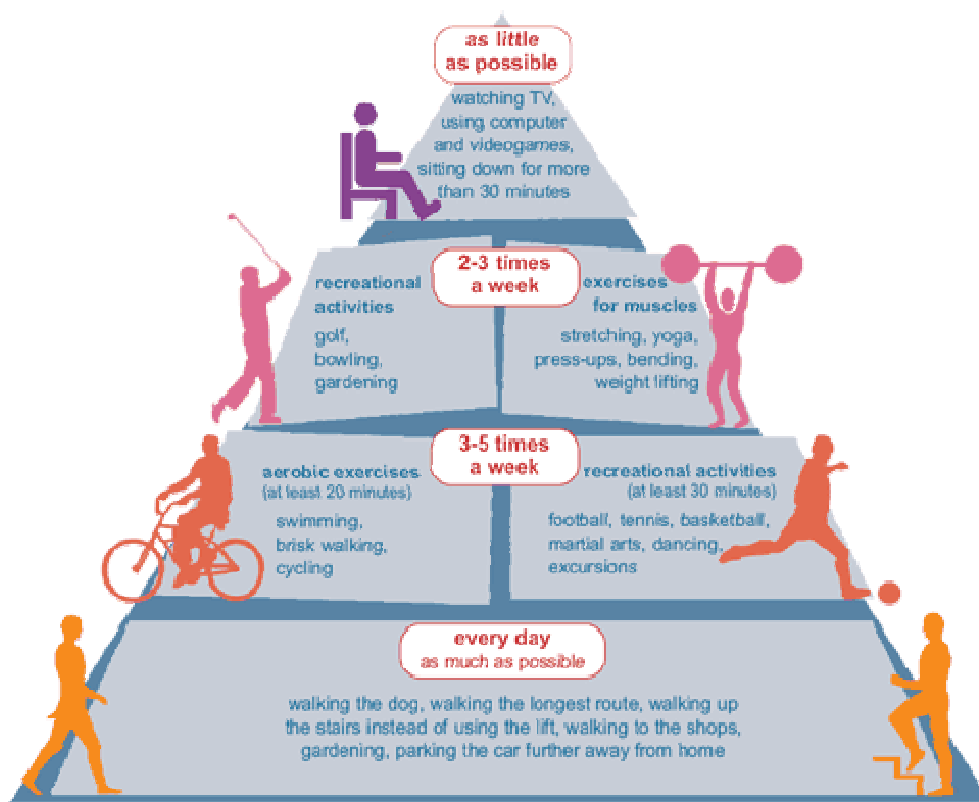 as little
as possible
watching TV,
using computer
and videogames,
sitting down for more
than 30 minutes
2-3 times
a week
recreational
activities
golf,
bowling,
gardening
exercises
for muscles
stretching, yoga,
press-ups, bending,
weight lifting
3-5 times
a week
aerobic exercises
(at least 20 minutes)
swimming,
brisk walking,
cycling
recreational activities
(at least 30 minutes)
football, tennis, basketball,
martial arts, dancing,
excursions
every day
as much as possible
walking the dog, walking the longest route, walking up
the stairs instead of using the lift, walking to the shops,
gardening, parking the car further away from home